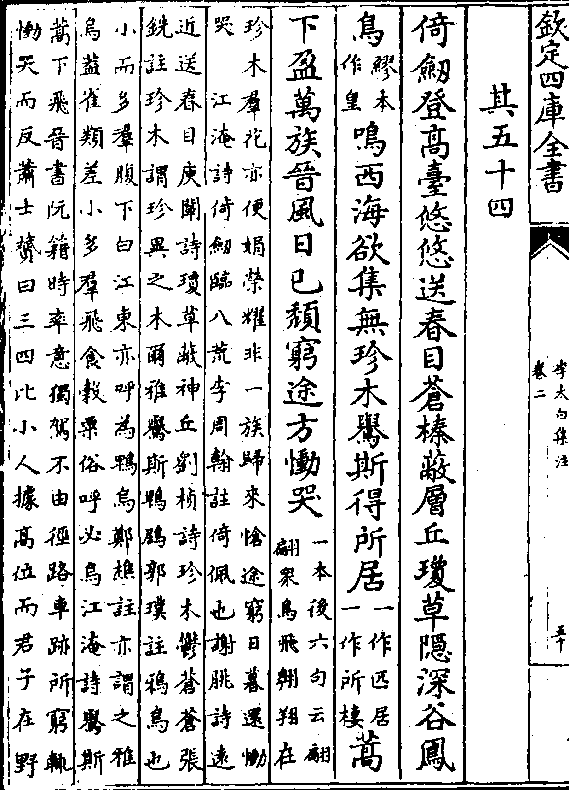 欽定四庫全書
李太白集注
卷二
五十
其五十四
倚劒登髙臺悠悠送春目蒼榛蔽層丘瓊草隠深谷鳳
鳥繆本作皇鳴西海欲集無珍木鸒斯得所居一作匹居一作所棲蒿
下盈萬族晉風日已頽窮途方慟哭一本後六句云翩翩衆鳥飛翺翔在
珍木羣花亦便娟榮耀非一族歸來愴途窮日暮還慟
哭 江淹詩倚劒臨八荒李周翰註倚佩也謝朓詩逺
近送春目庾闡詩瓊草蔽神丘劉楨詩珍木鬱蒼蒼張
銑註珍木謂珍異之木爾雅鸒斯鵯鶋郭璞註鴉烏也
小而多羣腹下白江東亦呼為鵯烏鄭樵註亦謂之雅
烏蓋雀類差小多羣飛食穀粟俗呼必烏江淹詩鸒斯
蒿下飛晉書阮籍時率意獨駕不由徑路車跡所窮輒
慟哭而反蕭士贇曰三四比小人據髙位而君子在野